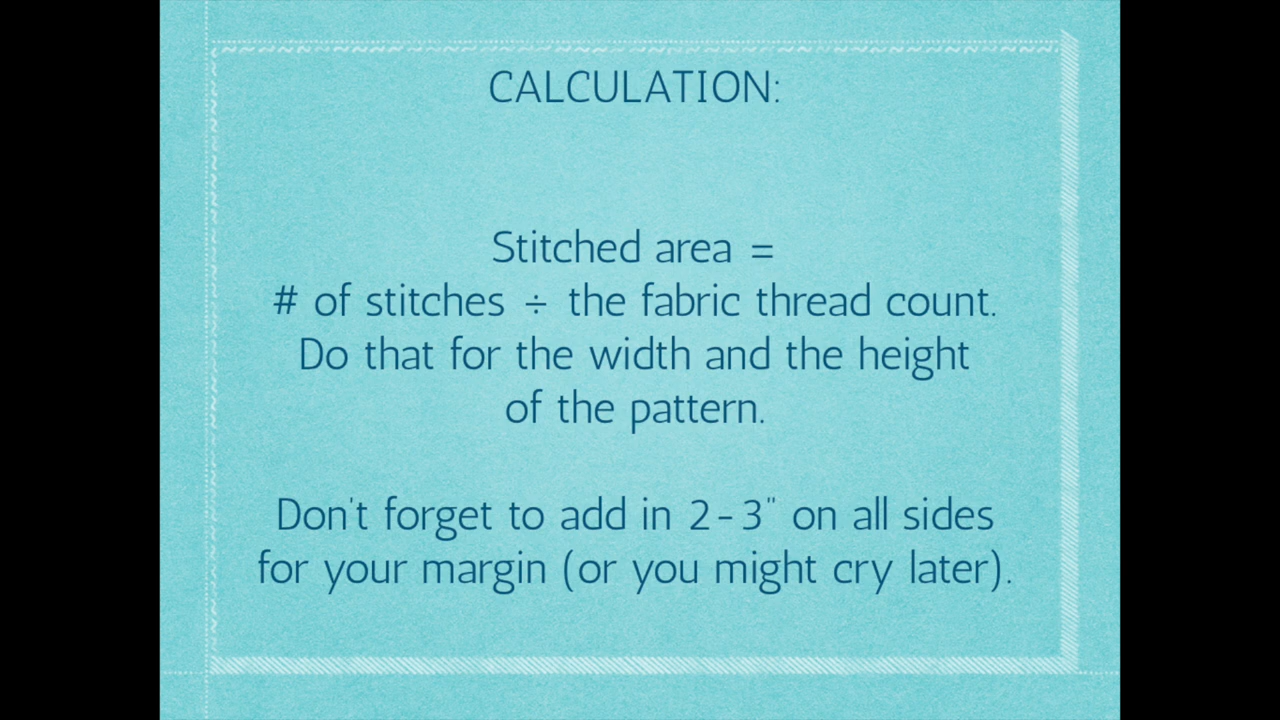 CALCULATION:
Stitched area =
# of stitches ÷ the fabric thread count.
Do that for the width and the height
of the pattern.
Don't forget to add in 2-3" on all sides
for your margin (or you might cry later).